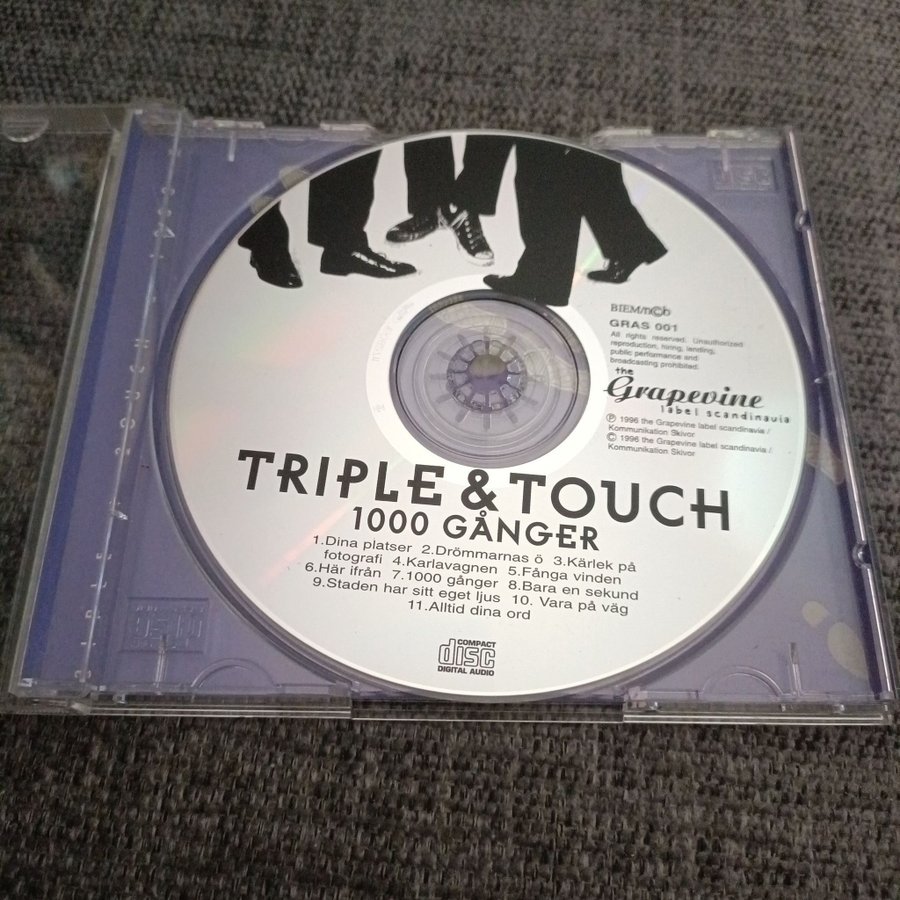 BIEM/n©b
GRAS 001
All rights reserved. Unauthorized
reproduction, hiring, lending,
public performance and
broadcasting prohibited.
the
Grapevine
label scandinavia
℗ 1996 the Grapevine label scandinavia /
Kommunikation Skivor
© 1996 the Grapevine label scandinavia /
Kommunikation Skivor
TRIPLE & TOUCH
1000 GÅNGER
1.Dina platser 2.Drömmarnas ö 3.Kärlek på
fotografi 4.Karlavagnen 5.Fånga vinden
6.Här ifrån 7.1000 gånger 8.Bara en sekund
9.Staden har sitt eget ljus 10. Vara på väg
11.Alltid dina ord
COMPACT
disc
DIGITAL AUDIO